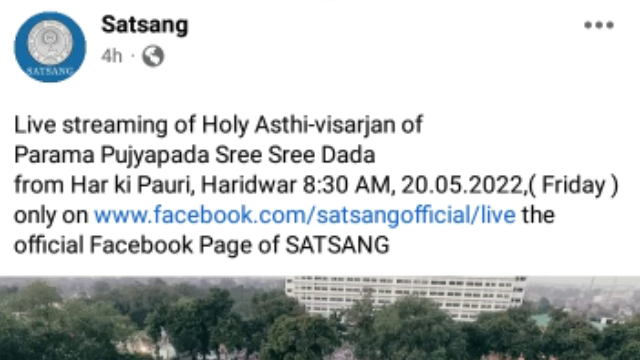 Satsang
4h ·
SATSANG
Live streaming of Holy Asthi-visarjan of
Parama Pujyapada Sree Sree Dada
from Har ki Pauri, Haridwar 8:30 AM, 20.05.2022,( Friday )
only on www.facebook.com/satsangofficial/live the
official Facebook Page of SATSANG